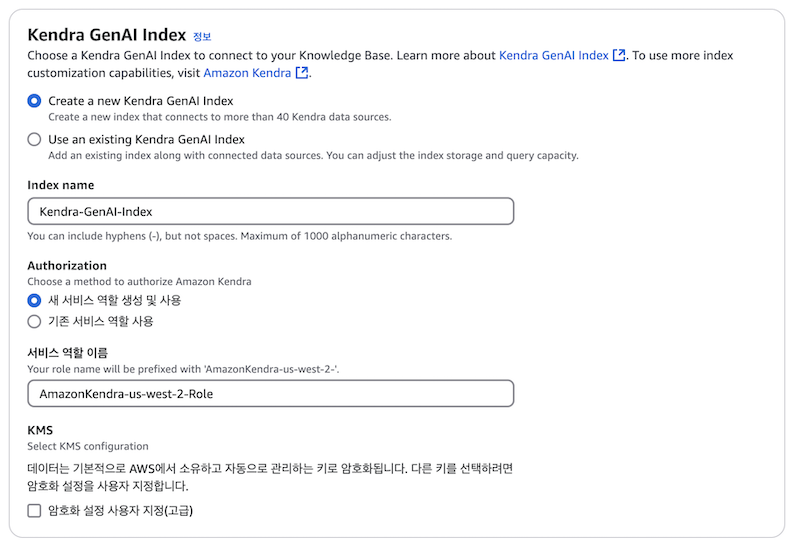 Kendra GenAI Index 정보
Choose a Kendra GenAI Index to connect to your Knowledge Base. Learn more about Kendra GenAI Index. To use more index
customization capabilities, visit Amazon Kendra.
Create a new Kendra GenAI Index
Create a new index that connects to more than 40 Kendra data sources.
Use an existing Kendra GenAI Index
Add an existing index along with connected data sources. You can adjust the index storage and query capacity.
Index name
Kendra-GenAI-Index
You can include hyphens (-), but not spaces. Maximum of 1000 alphanumeric characters.
Authorization
Choose a method to authorize Amazon Kendra
새 서비스 역할 생성 및 사용
기존 서비스 역할 사용
서비스 역할 이름
Your role name will be prefixed with 'AmazonKendra-us-west-2-'.
AmazonKendra-us-west-2-Role
KMS
Select KMS configuration
데이터는 기본적으로 AWS에서 소유하고 자동으로 관리하는 키로 암호화됩니다. 다른 키를 선택하려면
암호화 설정을 사용자 지정합니다.
암호화 설정 사용자 지정(고급)